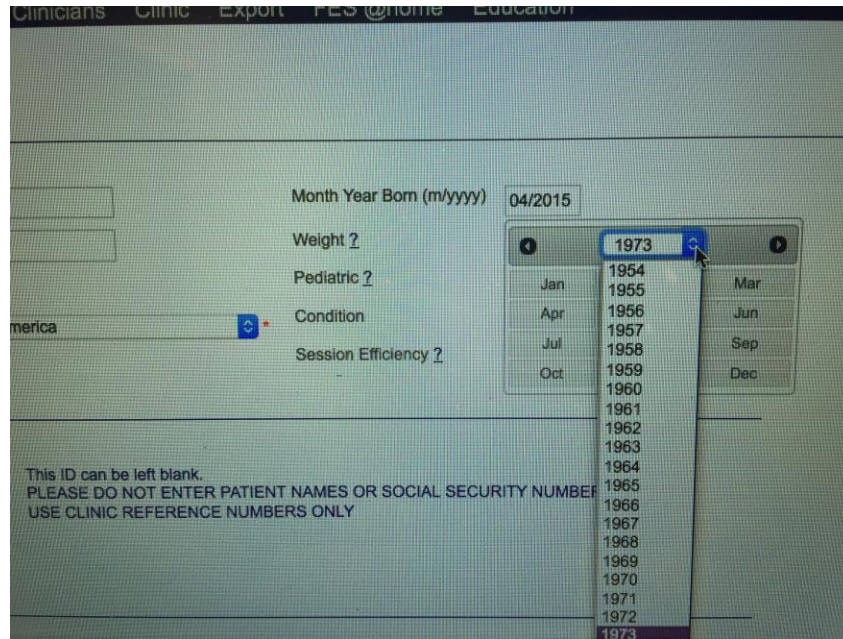 Clinicians Clinic Export FES @home Education
Month Year Born (m/yyyy) 04/2015
Weight ?
1973
Pediatric ?
Condition
merica *
Session Efficiency ?
Jan Mar
Apr Jun
Jul Sep
Oct Dec
1954
1955
1956
1957
1958
1959
1960
1961
1962
1963
1964
1965
1966
1967
1968
1969
1970
1971
1972
1973
This ID can be left blank.
PLEASE DO NOT ENTER PATIENT NAMES OR SOCIAL SECURITY NUMBER
USE CLINIC REFERENCE NUMBERS ONLY